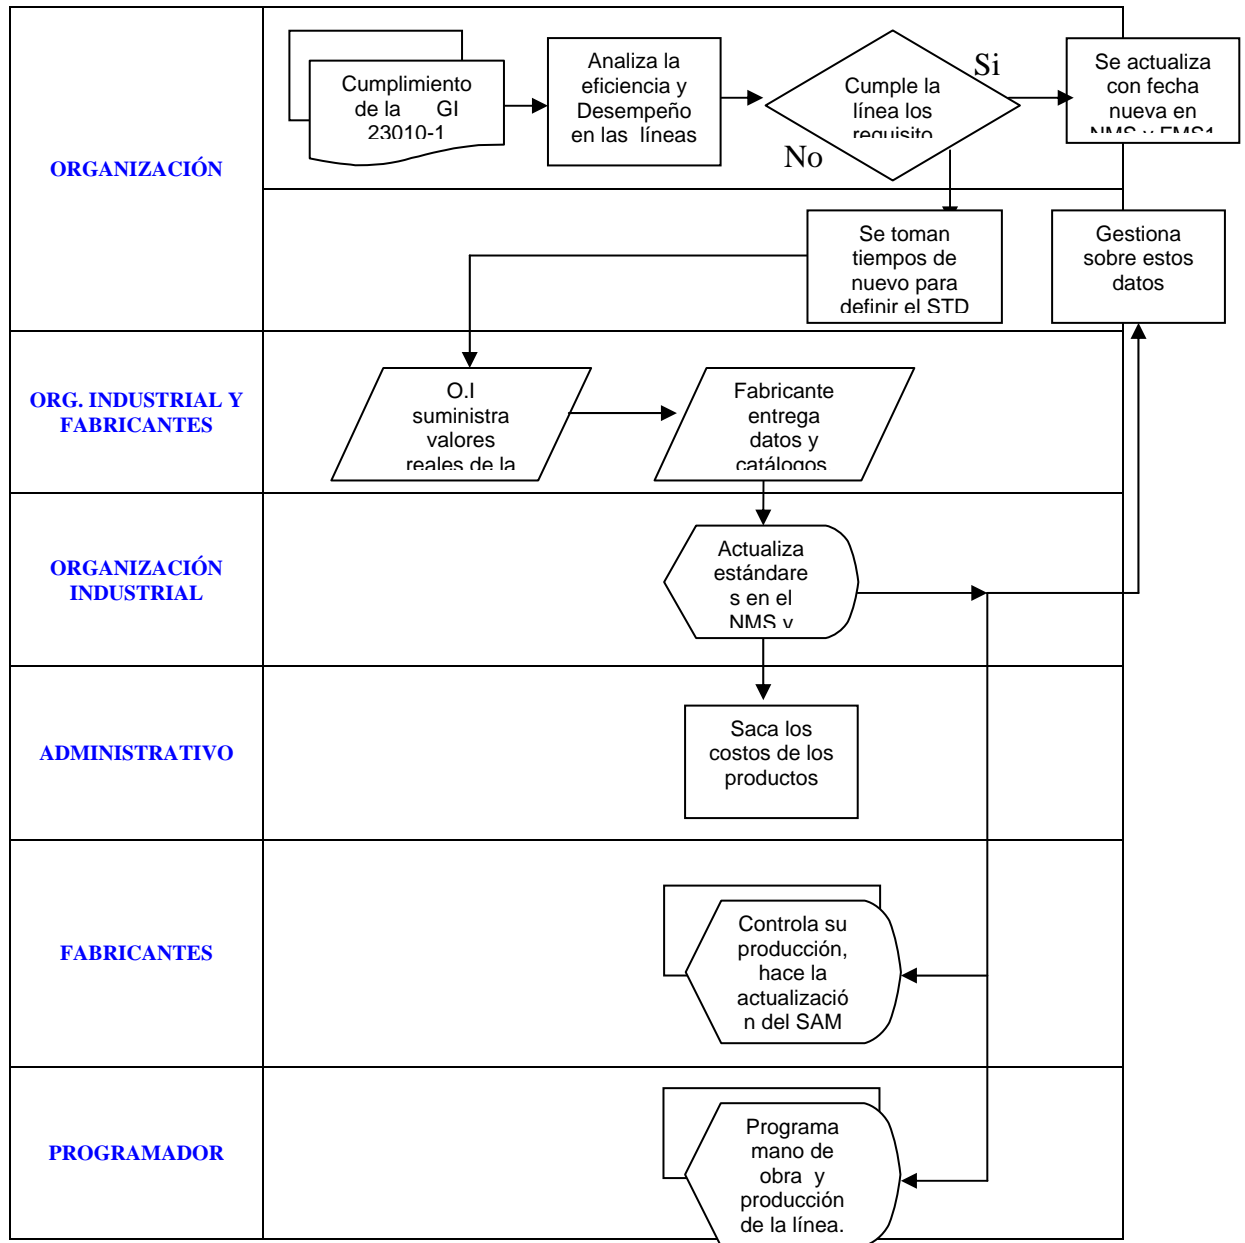 ORGANIZACIÓN
Cumplimiento
de la GI
23010-1
Analiza la
eficiencia y
Desempeño
en las líneas
Cumple la
línea los
requisito
Si
No
Se actualiza
con fecha
nueva en
NMS y FMS1
Se toman
tiempos de
nuevo para
definir el STD
Gestiona
sobre estos
datos
ORG. INDUSTRIAL Y
FABRICANTES
O.I
suministra
valores
reales de la
Fabricante
entrega
datos y
catálogos
ORGANIZACIÓN
INDUSTRIAL
Actualiza
estándare
s en el
NMS y
ADMINISTRATIVO
Saca los
costos de los
productos
FABRICANTES
Controla su
producción,
hace la
actualizació
n del SAM
PROGRAMADOR
Programa
mano de
obra y
producción
de la línea.